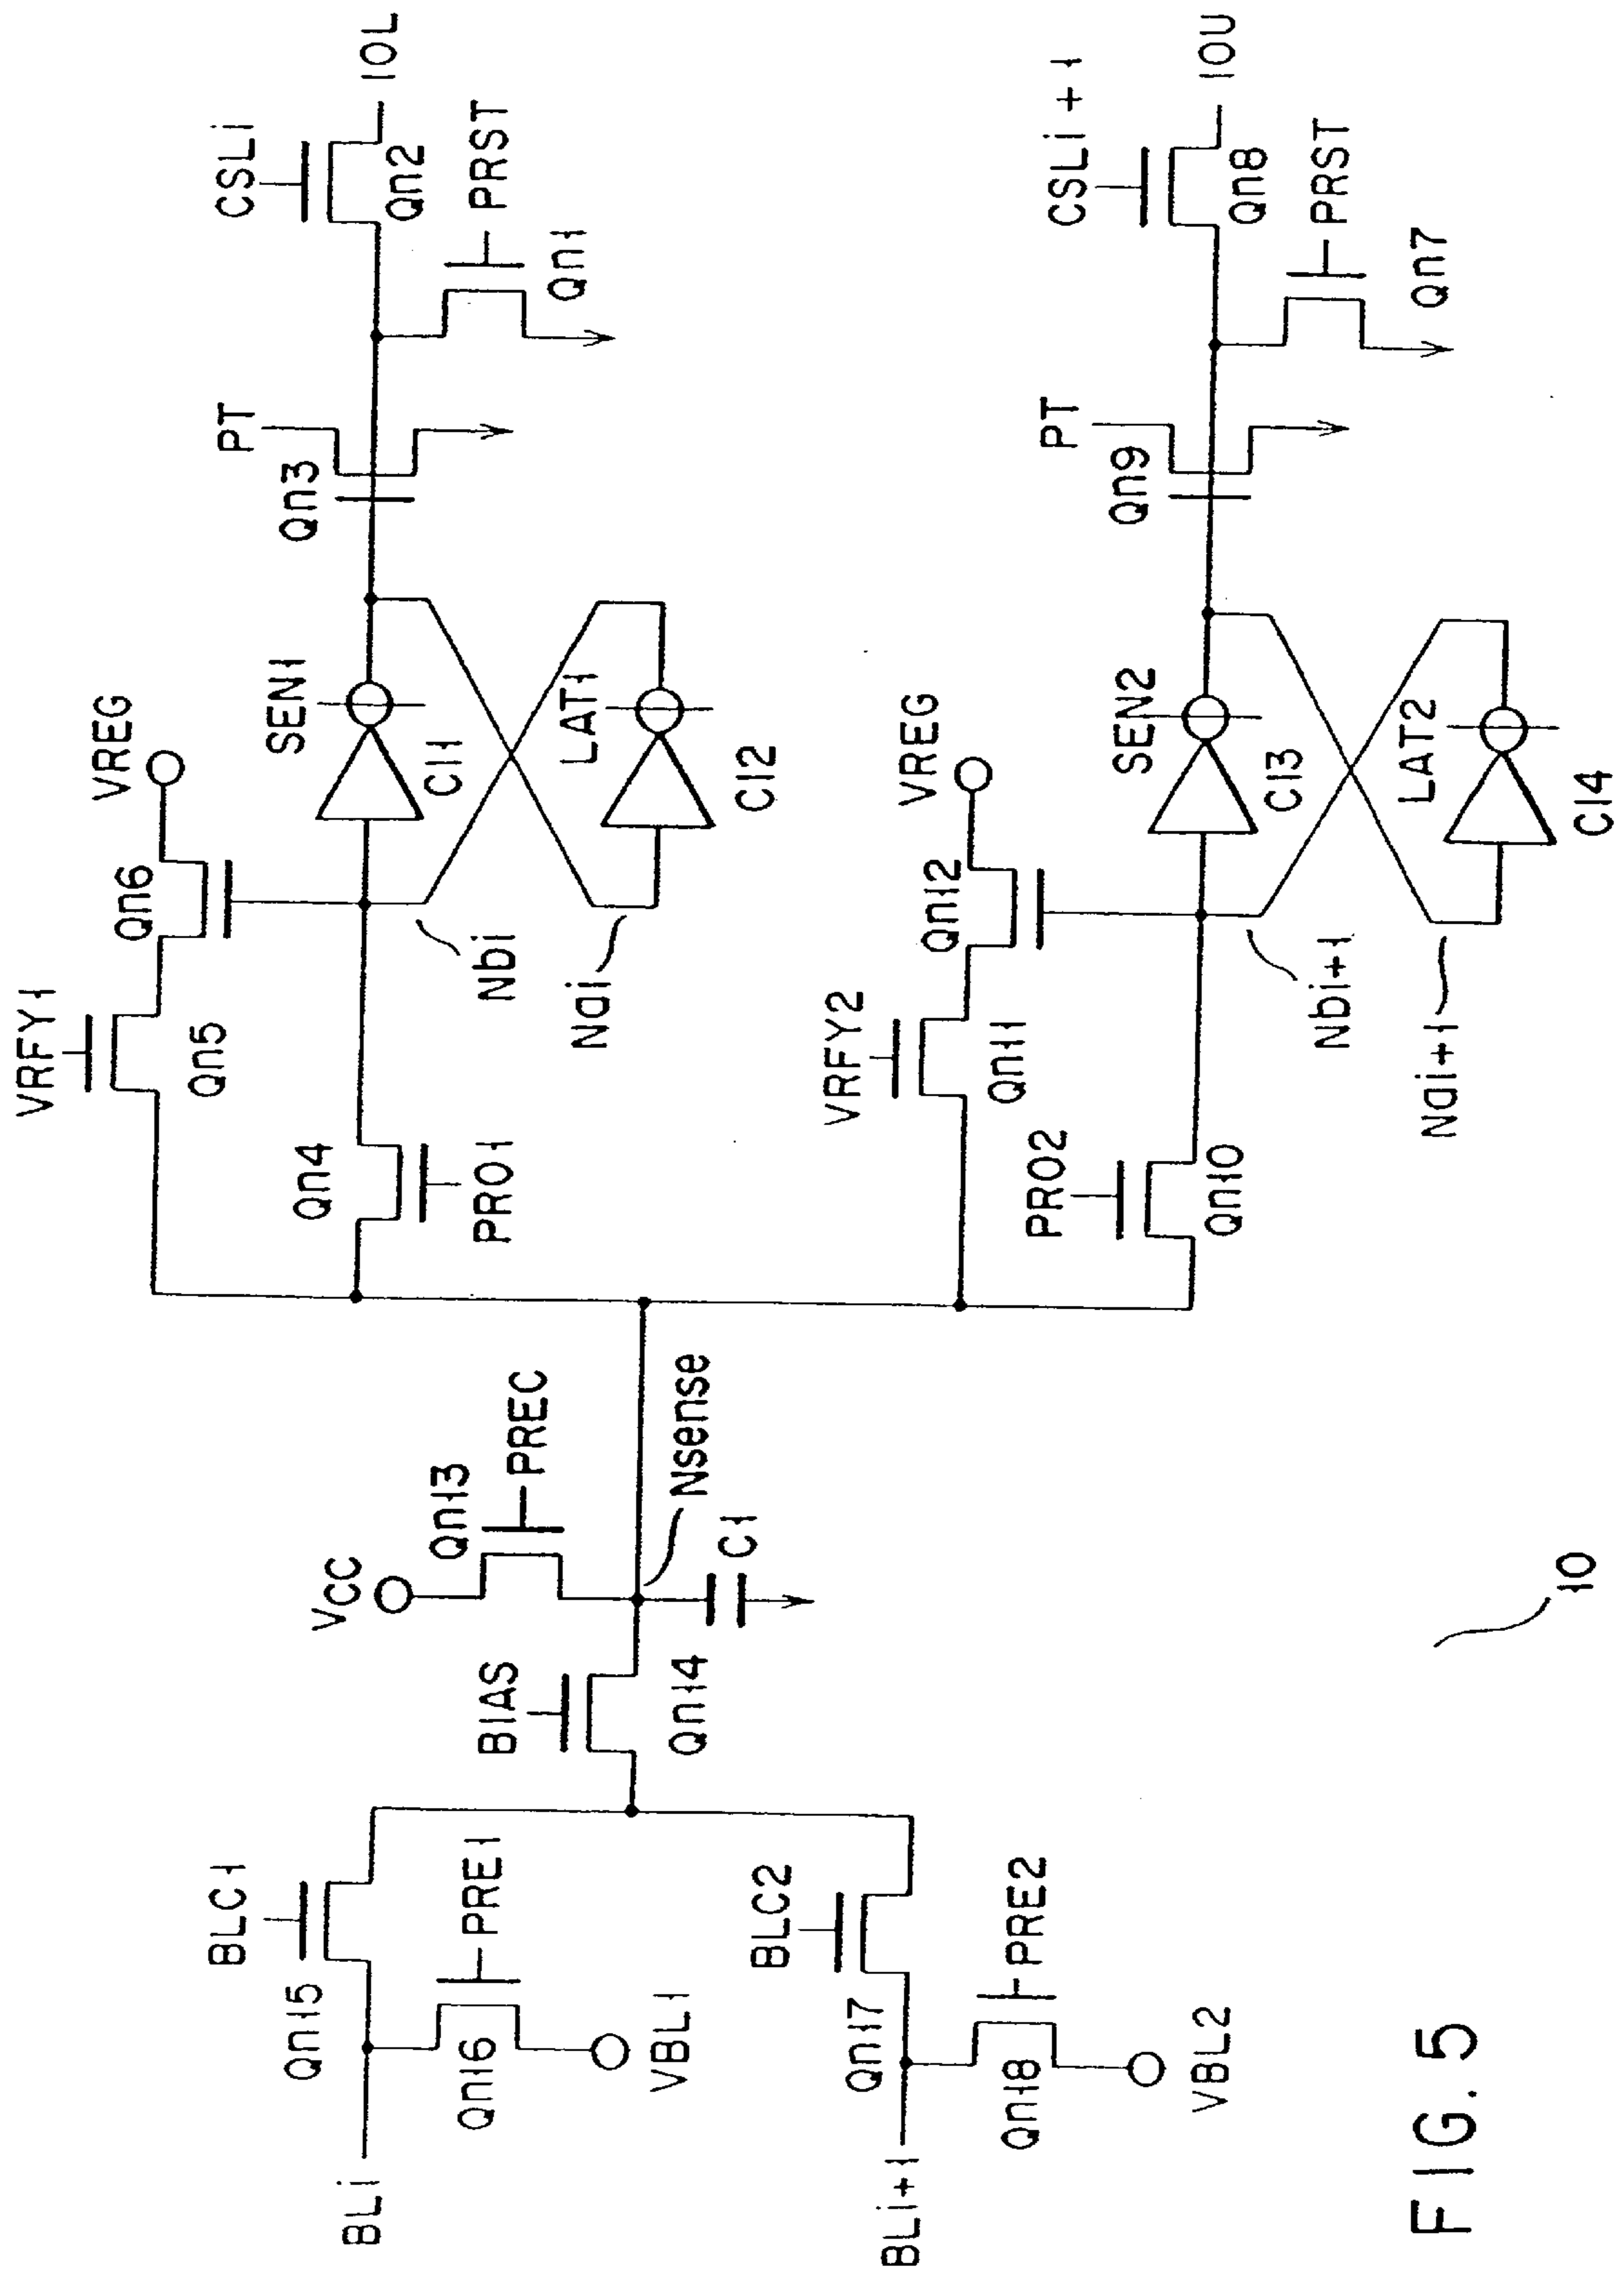 VRFY1
VREG
Qn6
Qn5
SEN1
CI1
Qn4
PRO1
Nbi
Nai
LAT1
CI2
PT
Qn3
CSLi
Qn2
IOL
PRST
Qn1
VRFY2
VREG
Qn12
Qn11
SEN2
CI3
PRO2
Qn10
Nbi+1
Nai+1
LAT2
CI4
PT
Qn9
CSLi+1
Qn8
IOU
PRST
Qn7
VCC
Qn13
PREC
BIAS
Qn14
Nsense
C1
BLC1
Qn15
PRE1
Qn16
VBL1
BLi
BLC2
Qn17
PRE2
Qn18
VBL2
BLi+1
10
FIG. 5